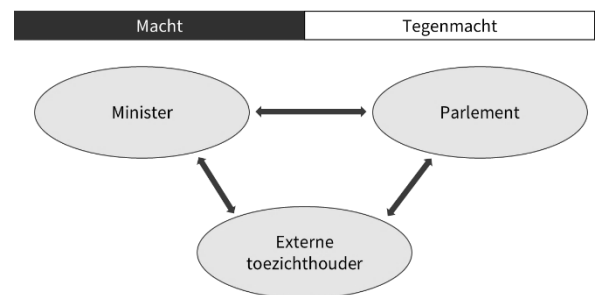 Macht
Tegenmacht
Minister
Parlement
Externe
toezichthouder